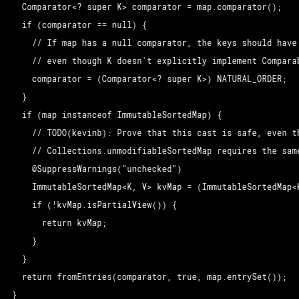 Comparator<? super K> comparator = map.comparator();
if (comparator == null) {
// If map has a null comparator, the keys should have
// even though K doesn't explicitly implement
comparator = (Comparator<? super K>) NATURAL_ORDER;
}
if (map instanceof ImmutableSortedMap) {
// TODO(kevinb): Prove that this cast is safe, even
// Collections.unmodifiableSortedMap requires the same
@SuppressWarnings("unchecked")
ImmutableSortedMap<K, V> kvMap =
if (!kvMap.isPartialView()) {
return kvMap;
}
}
return fromEntries(comparator, true, map.entrySet());
}